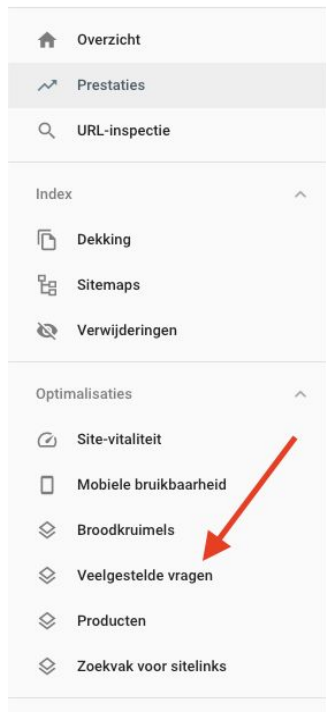 Overzicht
Prestaties
URL-inspectie
Index
Dekking
Sitemaps
Verwijderingen
Optimalisaties
Site-vitaliteit
Mobiele bruikbaarheid
Broodkruimels
Veelgestelde vragen
Producten
Zoekvak voor sitelinks